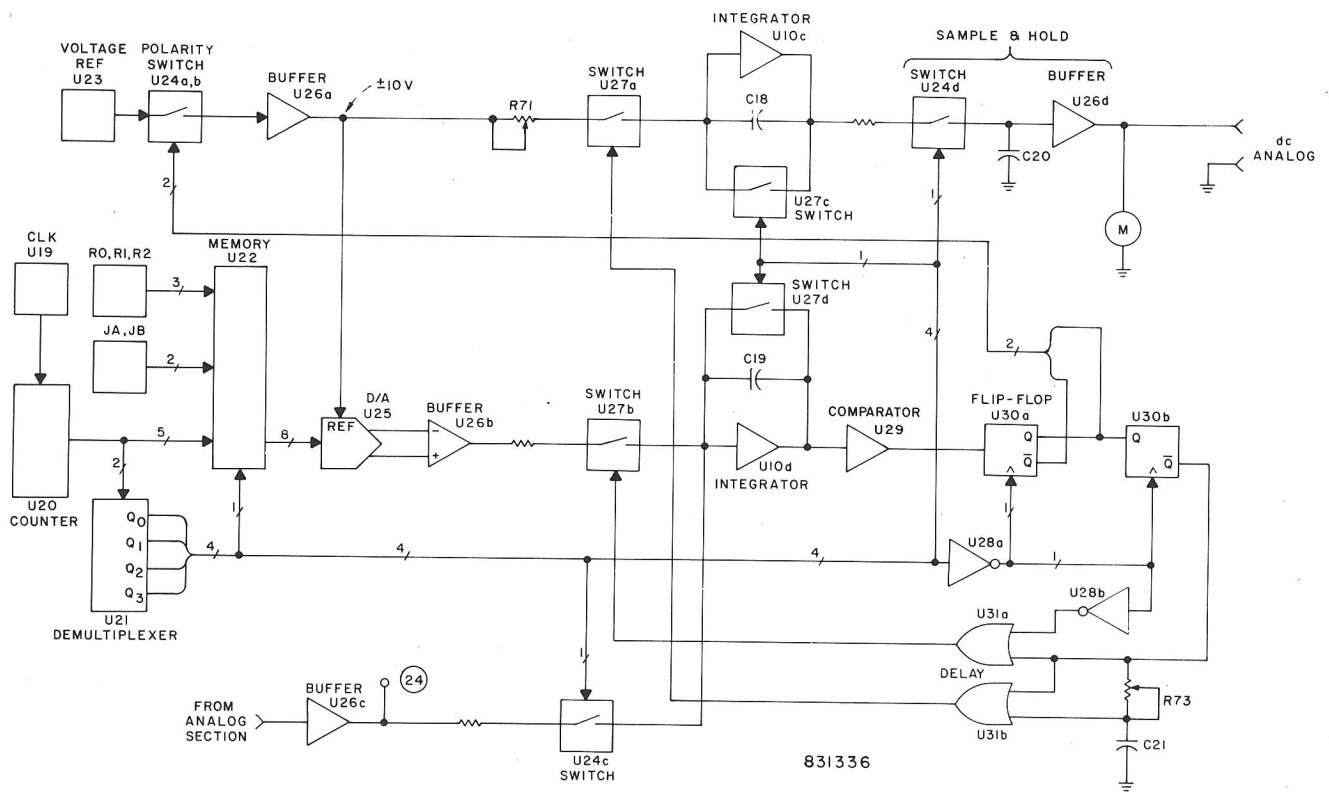 INTEGRATOR
U10c
SAMPLE & HOLD
VOLTAGE
REF
U23
POLARITY
SWITCH
U24a,b
BUFFER
U26a
±10V
SWITCH
U27a
R71
C18
SWITCH
U24d
BUFFER
U26d
C20
dc
ANALOG
2
1
U27c
SWITCH
M
CLK
U19
R0,R1,R2
MEMORY
U22
3
1
SWITCH
U27d
JA,JB
2
4
2
C19
D/A
U25
REF
BUFFER
U26b
-
+
SWITCH
U27b
COMPARATOR
U29
FLIP-FLOP
U30a
Q
Q̅
U30b
Q
Q̅
5
8
2
U10d
INTEGRATOR
U20
COUNTER
1
1
Q0
Q1
Q2
Q3
4
4
4
U28a
1
U21
DEMULTIPLEXER
U28b
U31a
DELAY
1
BUFFER
U26c
24
FROM
ANALOG
SECTION
R73
U31b
C21
U24c
SWITCH
831336